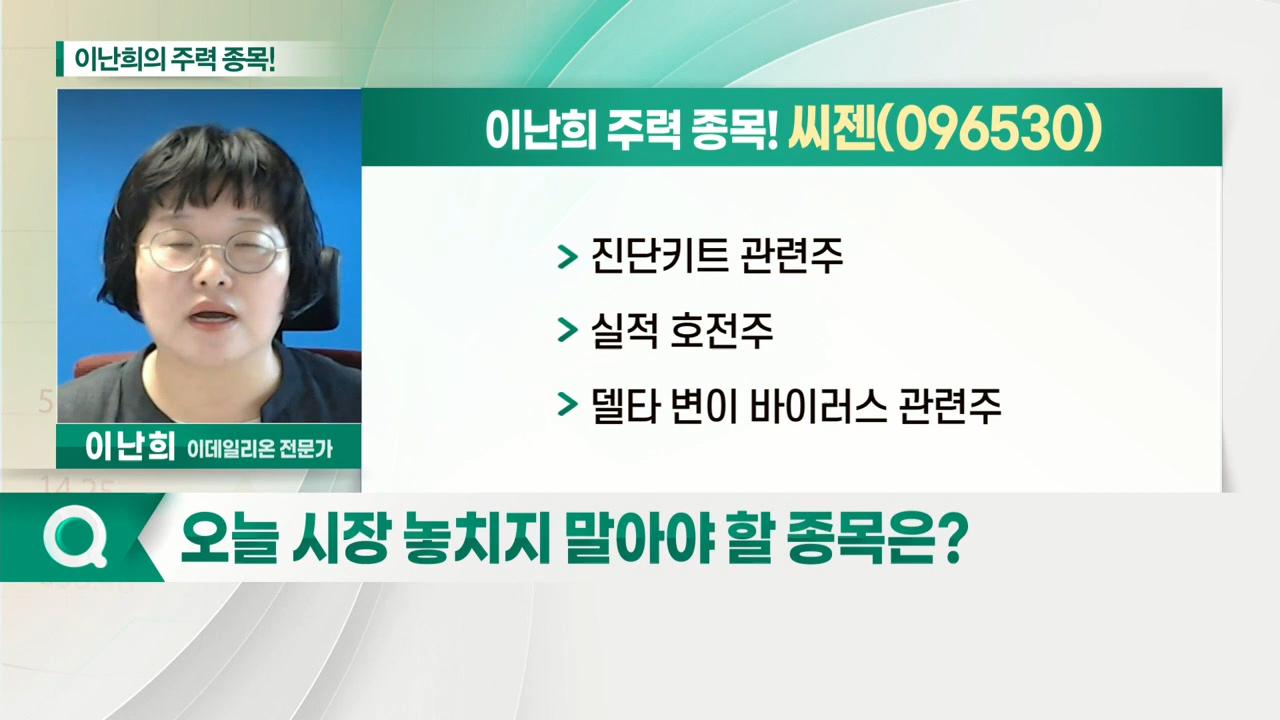 이난희의 주력 종목!
이난희 주력 종목! 씨젠(096530)
> 진단키트 관련주
> 실적 호전주
> 델타 변이 바이러스 관련주
이난희 이데일리온 전문가
오늘 시장 놓치지 말아야 할 종목은?